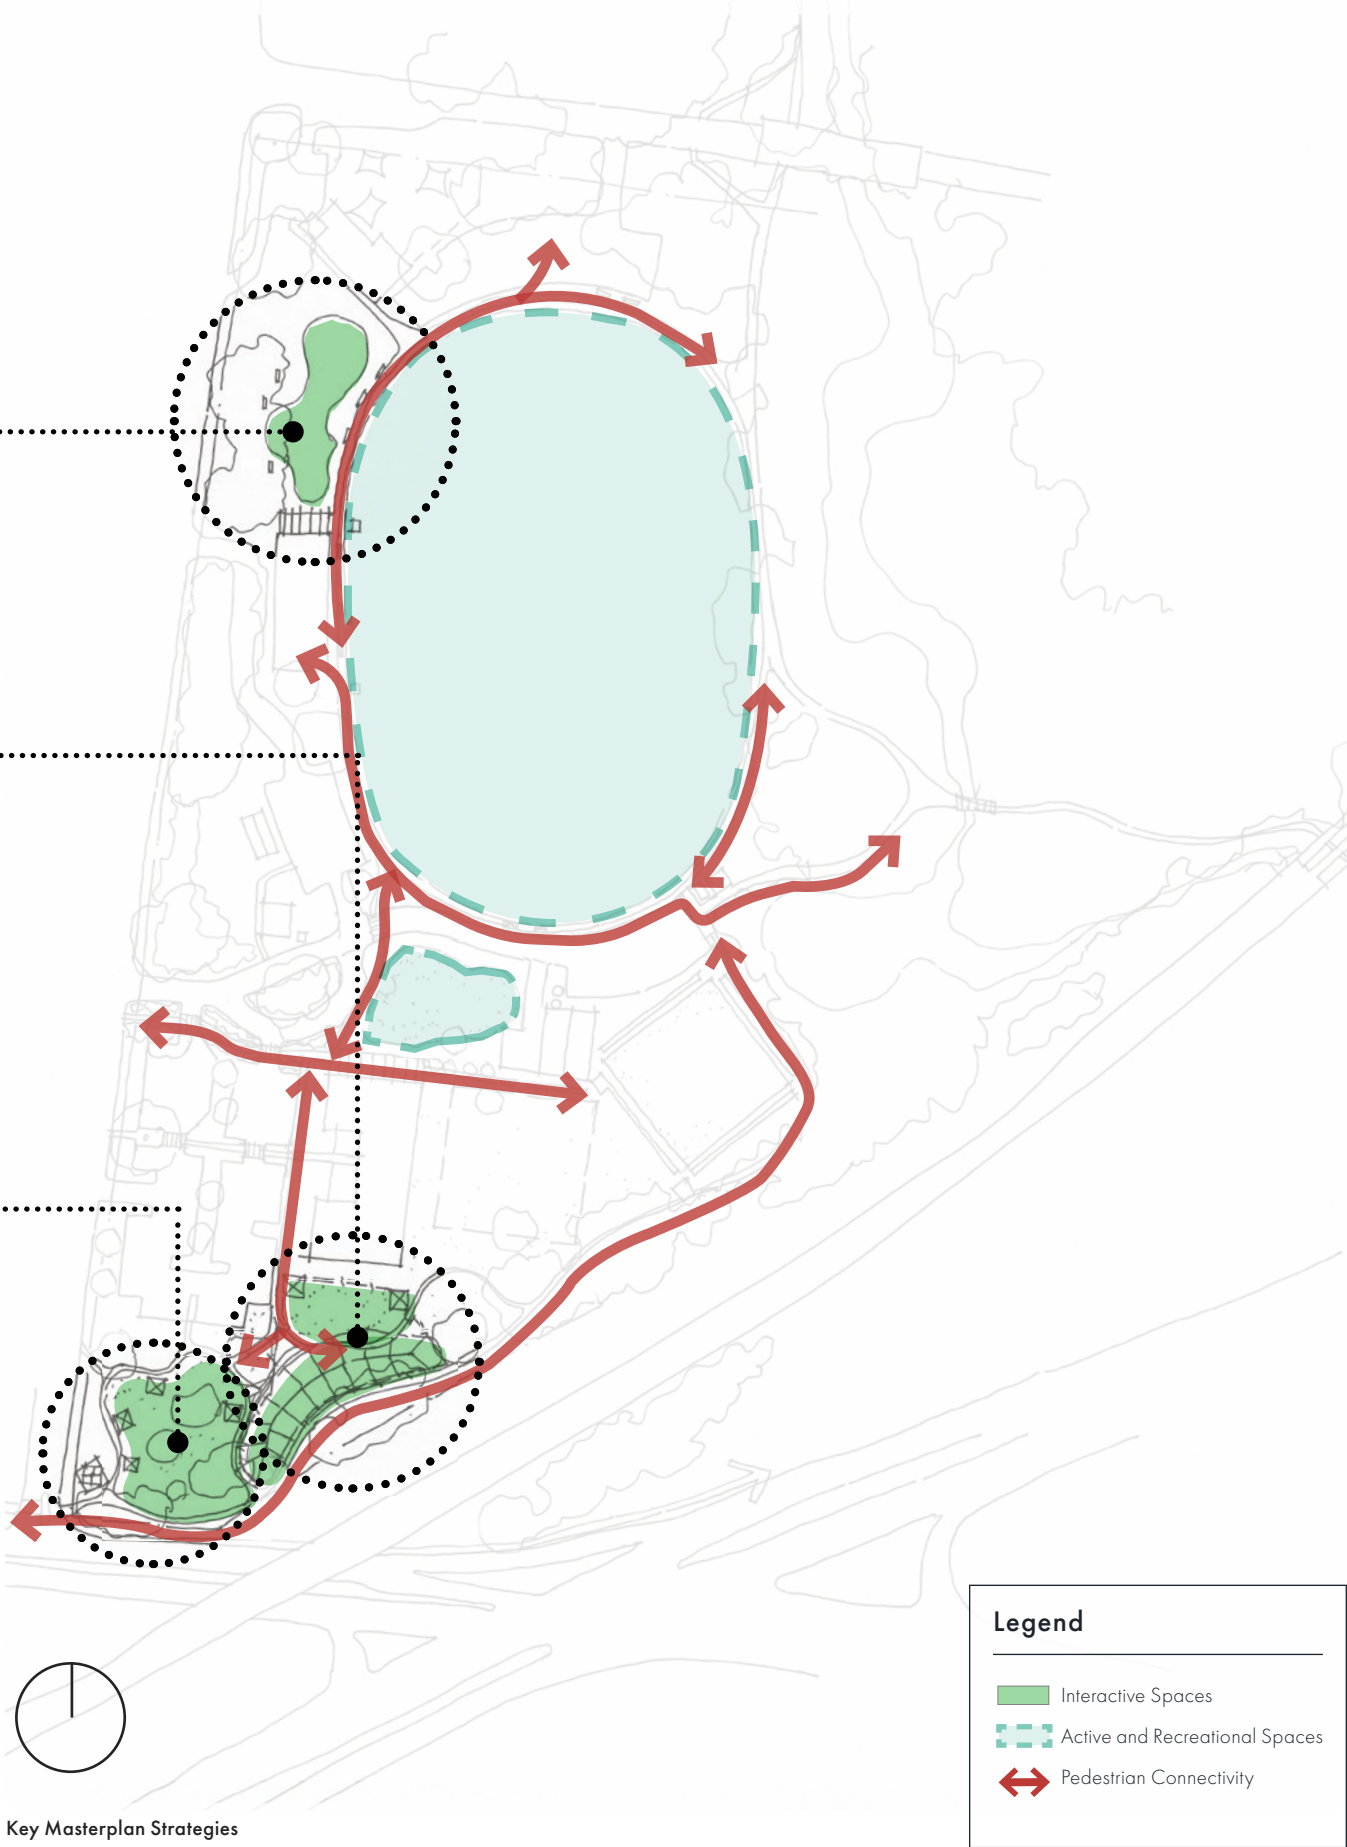 Legend
Interactive Spaces
Active and Recreational Spaces
Pedestrian Connectivity
Key Masterplan Strategies